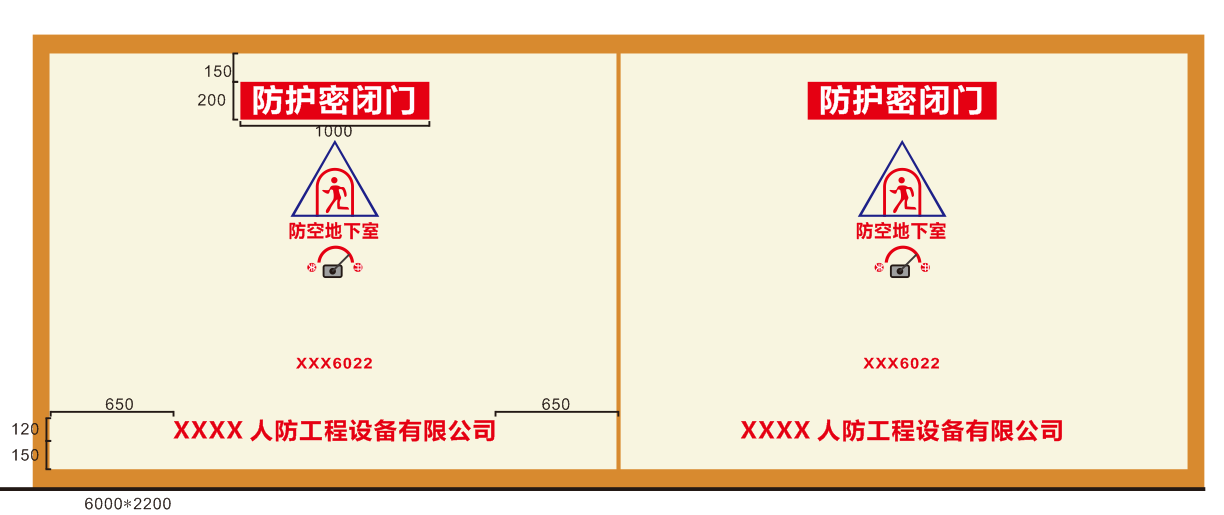 150
200
防护密闭门
防护密闭门
1000
防空地下室
防空地下室
XXX6022
XXX6022
650
650
120
XXXX 人防工程设备有限公司
XXXX 人防工程设备有限公司
150
6000*2200